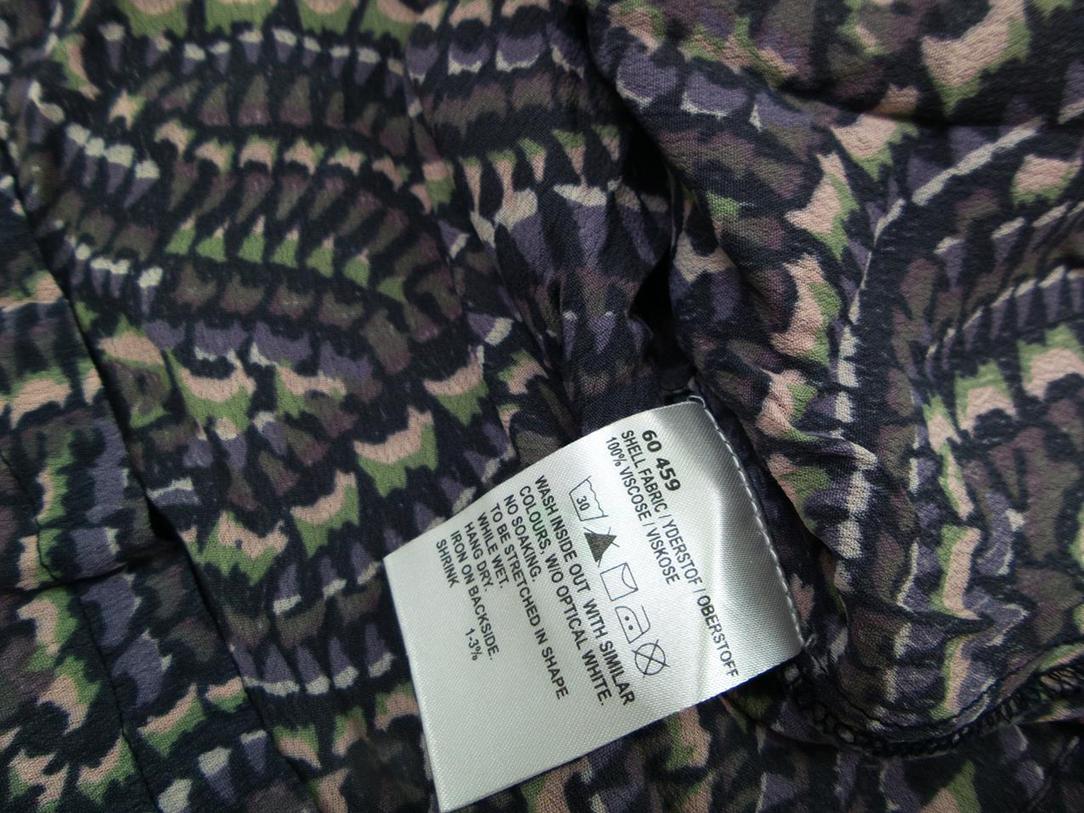 60 459
SHELL FABRIC / YDERSTOF / OBERSTOFF
100% VISCOSE / VISKOSE
30
WASH INSIDE OUT WITH SIMILAR
COLOURS. W/O OPTICAL WHITE.
NO SOAKING.
TO BE STRETCHED IN SHAPE
WHILE WET.
HANG DRY.
IRON ON BACKSIDE.
SHRINK 1-3%